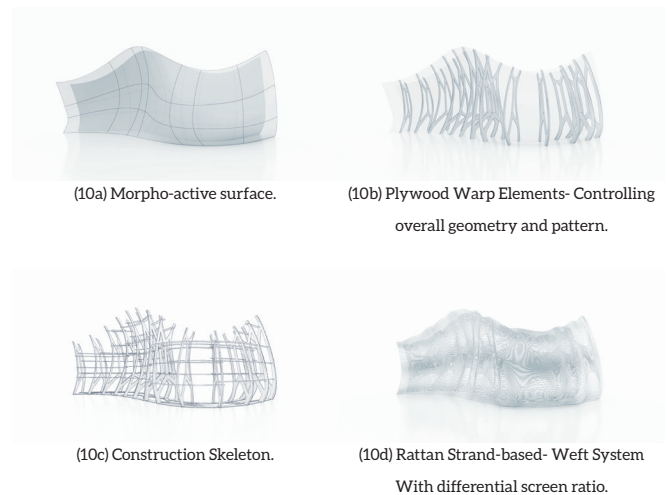 (10a) Morpho-active surface.
(10b) Plywood Warp Elements- Controlling
overall geometry and pattern.
(10c) Construction Skeleton.
(10d) Rattan Strand-based- Weft System
With differential screen ratio.